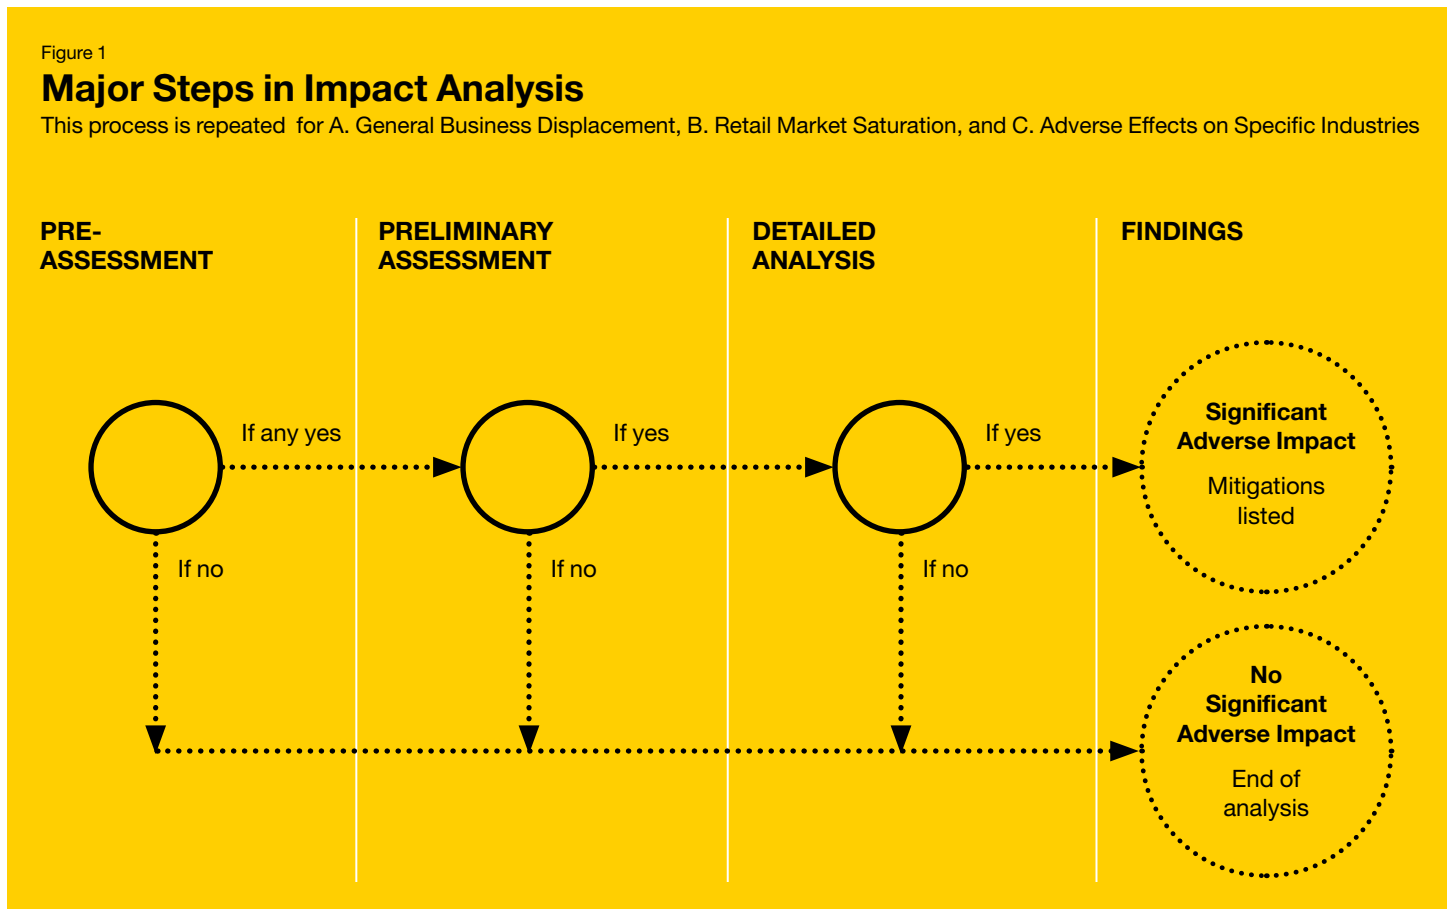 Figure 1
Major Steps in Impact Analysis
This process is repeated for A. General Business Displacement, B. Retail Market Saturation, and C. Adverse Effects on Specific Industries
PRE-
ASSESSMENT
PRELIMINARY
ASSESSMENT
DETAILED
ANALYSIS
FINDINGS
If any yes
If yes
If yes
Significant
Adverse Impact
Mitigations
listed
If no
If no
If no
No
Significant
Adverse Impact
End of
analysis